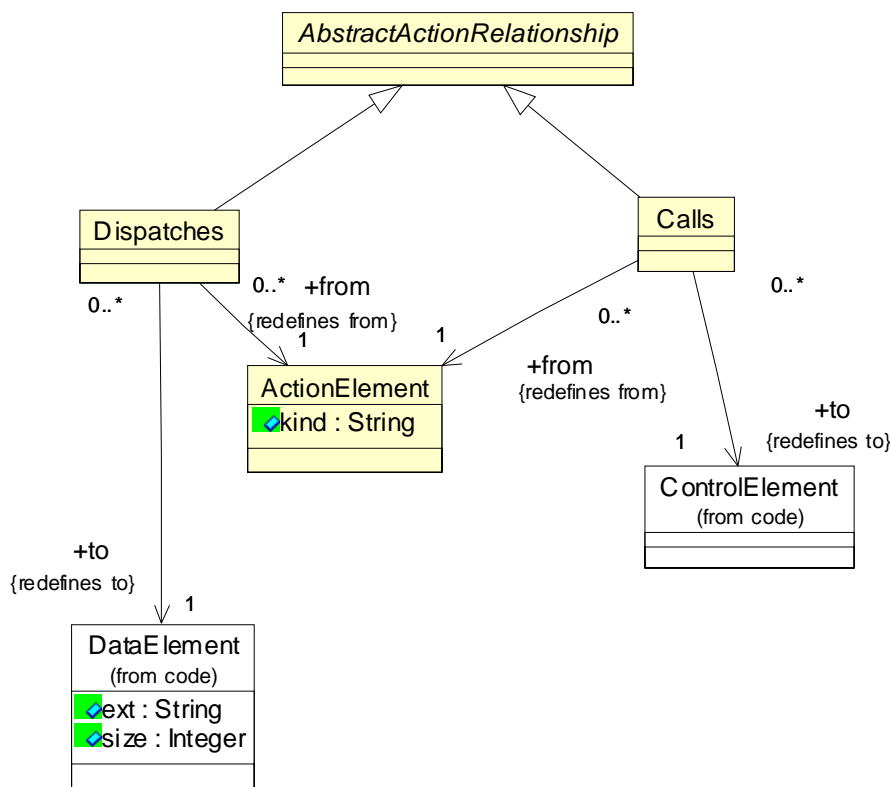 AbstractActionRelationship
Dispatches
Calls
0..*
0..*
+from
{redefines from}
1
0..*
1
0..*
+from
{redefines from}
ActionElement
kind : String
+to
{redefines to}
1
ControlElement
(from code)
+to
{redefines to}
1
DataElement
(from code)
ext : String
size : Integer